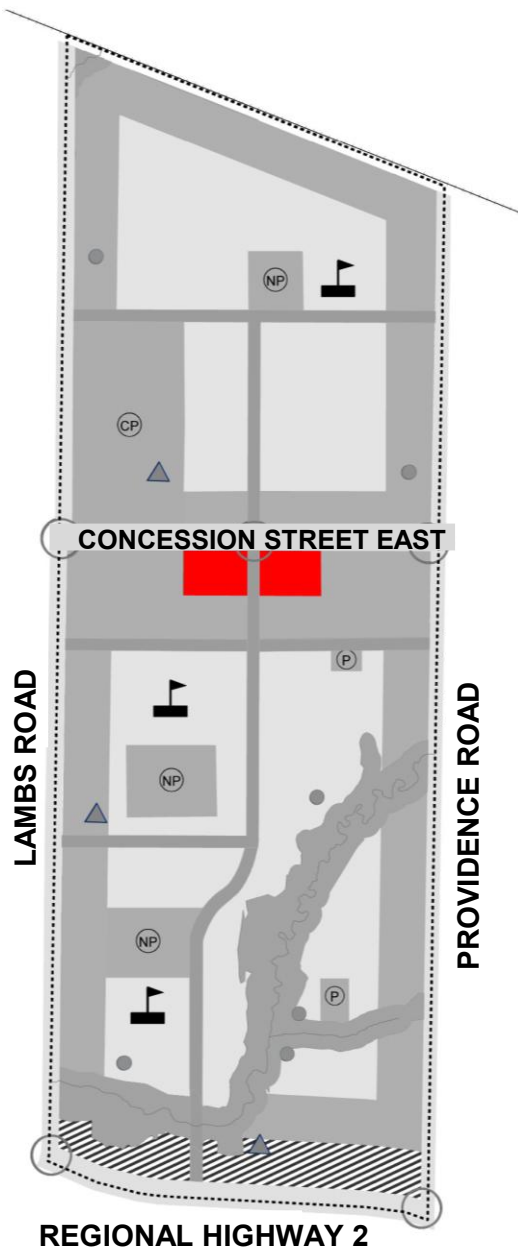 NP
CP
CONCESSION STREET EAST
P
LAMBS ROAD
NP
PROVIDENCE ROAD
NP
P
REGIONAL HIGHWAY 2